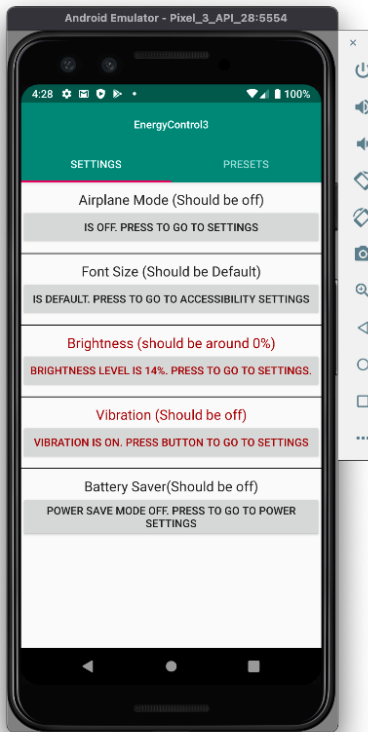 Android Emulator - Pixel_3_API_28:5554
4:28
100%
EnergyControl3
SETTINGS
PRESETS
Airplane Mode (Should be off)
IS OFF. PRESS TO GO TO SETTINGS
Font Size (Should be Default)
IS DEFAULT. PRESS TO GO TO ACCESSIBILITY SETTINGS
Brightness (should be around 0%)
BRIGHTNESS LEVEL IS 14%. PRESS TO GO TO SETTINGS.
Vibration (Should be off)
VIBRATION IS ON. PRESS BUTTON TO GO TO SETTINGS
Battery Saver(Should be off)
POWER SAVE MODE OFF. PRESS TO GO TO POWER
SETTINGS